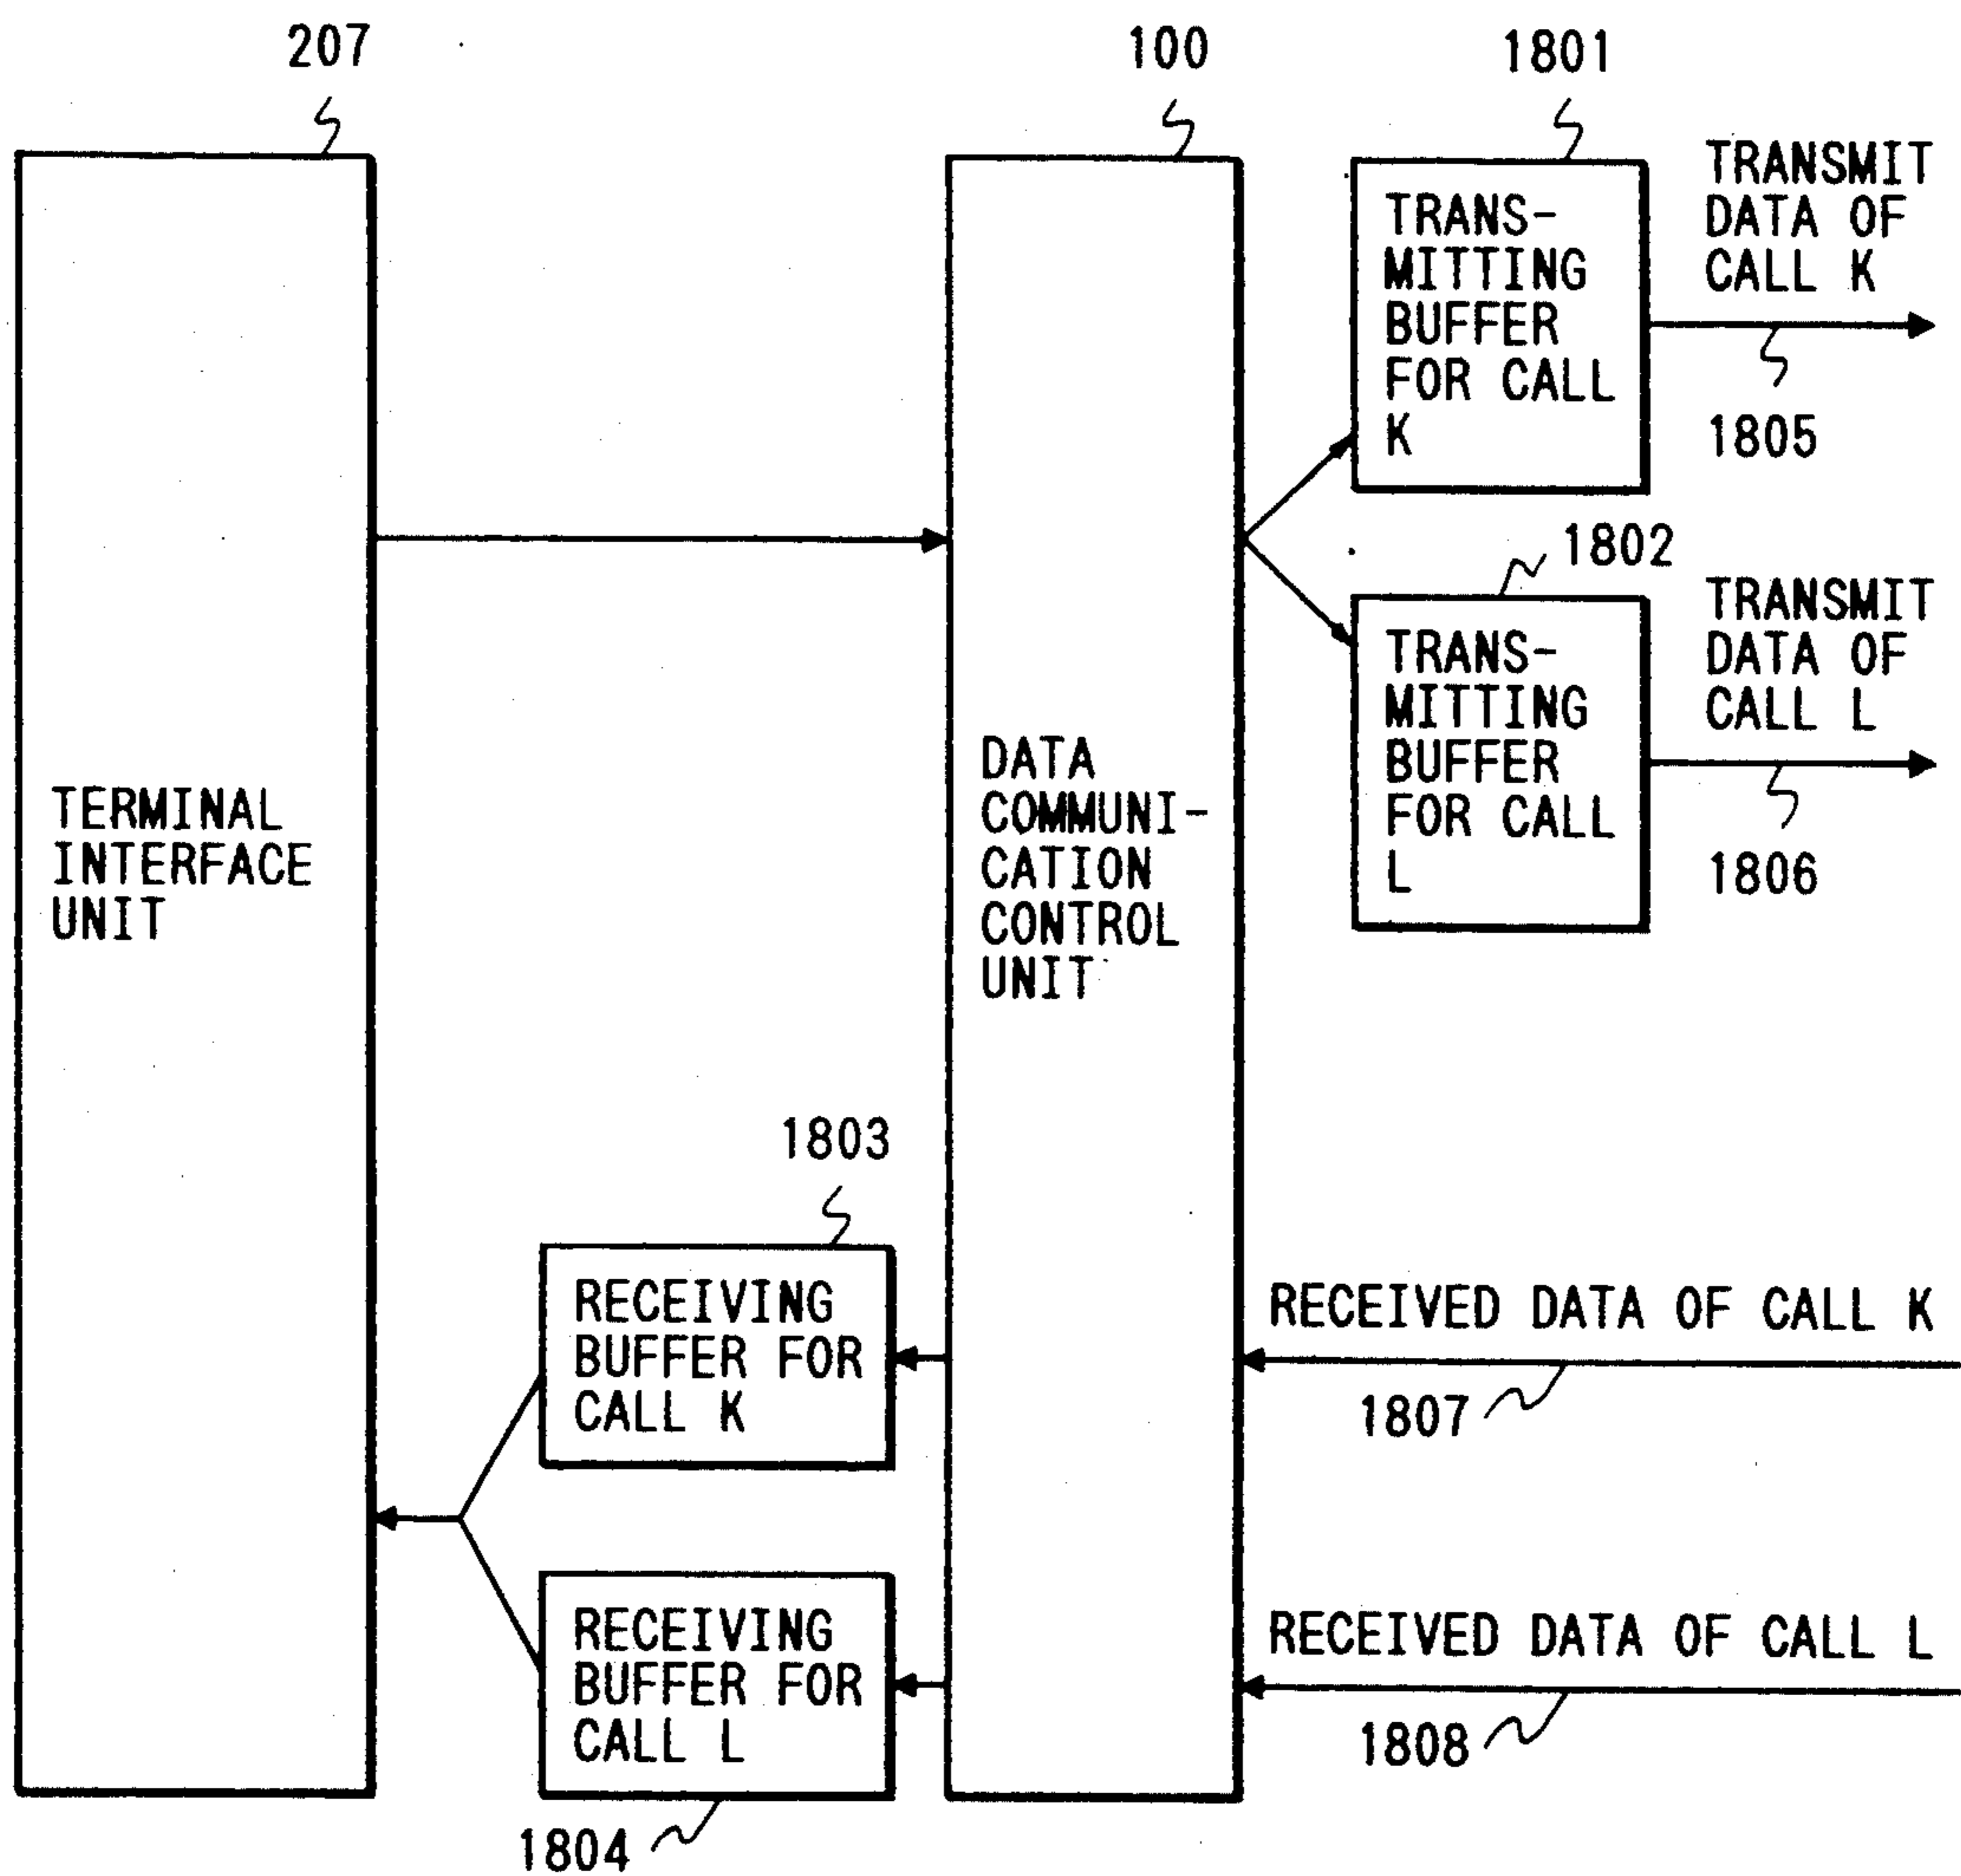 207
100
1801
TRANS-
MITTING
BUFFER
FOR CALL
K
TRANSMIT
DATA OF
CALL K
1805
1802
TRANS-
MITTING
BUFFER
FOR CALL
L
TRANSMIT
DATA OF
CALL L
1806
TERMINAL
INTERFACE
UNIT
DATA
COMMUNI-
CATION
CONTROL
UNIT
1803
RECEIVING
BUFFER FOR
CALL K
RECEIVED DATA OF CALL K
1807
RECEIVING
BUFFER FOR
CALL L
RECEIVED DATA OF CALL L
1808
1804